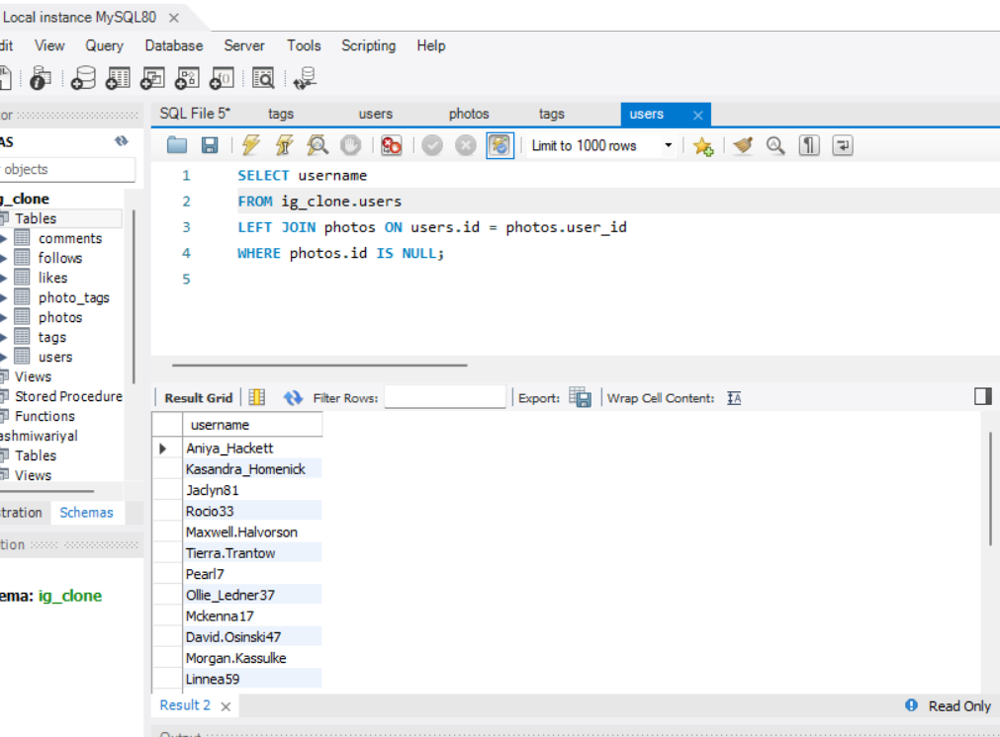 Local instance MySQL80 ×
dit View Query Database Server Tools Scripting Help
or
SQL File 5* tags users photos tags users ×
AS
Limit to 1000 rows
objects
g_clone
Tables
comments
follows
likes
photo_tags
photos
tags
users
Views
Stored Procedure
Functions
ashmiwariyal
Tables
Views
tration Schemas
tion
ema: ig_clone
1 SELECT username
2 FROM ig_clone.users
3 LEFT JOIN photos ON users.id = photos.user_id
4 WHERE photos.id IS NULL;
5
Result Grid Filter Rows: Export: Wrap Cell Content: IA
username
Aniya_Hackett
Kasandra_Homenick
Jaclyn81
Rocio33
Maxwell.Halvorson
Tierra.Trantow
Pearl7
Ollie_Ledner37
Mckenna17
David.Osinski47
Morgan.Kassulke
Linnea59
Result 2 × Read Only
Output